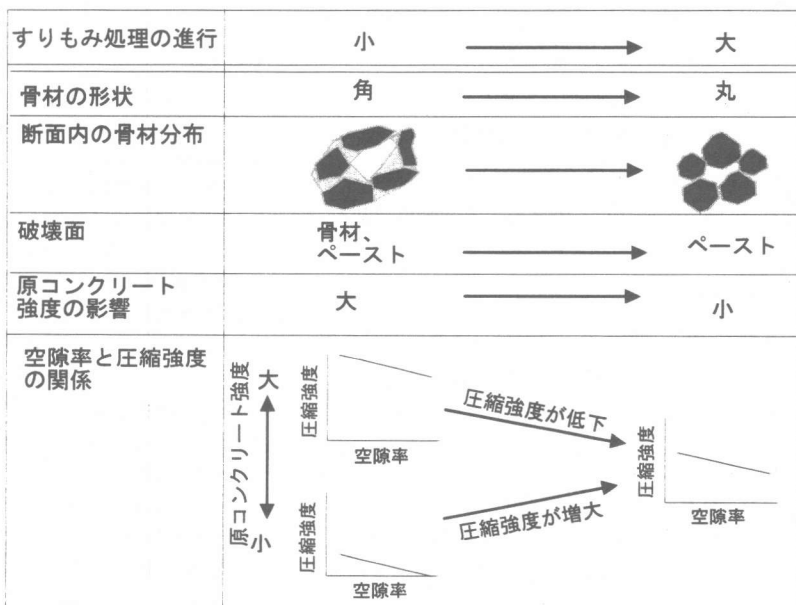 すりもみ処理の進行
小
大
骨材の形状
角
丸
断面内の骨材分布
破壊面
骨材、
ペースト
ペースト
原コンクリート
強度の影響
大
小
空隙率と圧縮強度
の関係
原コンクリート強度
大
小
圧縮強度
空隙率
圧縮強度
空隙率
圧縮強度が低下
圧縮強度が増大
圧縮強度
空隙率